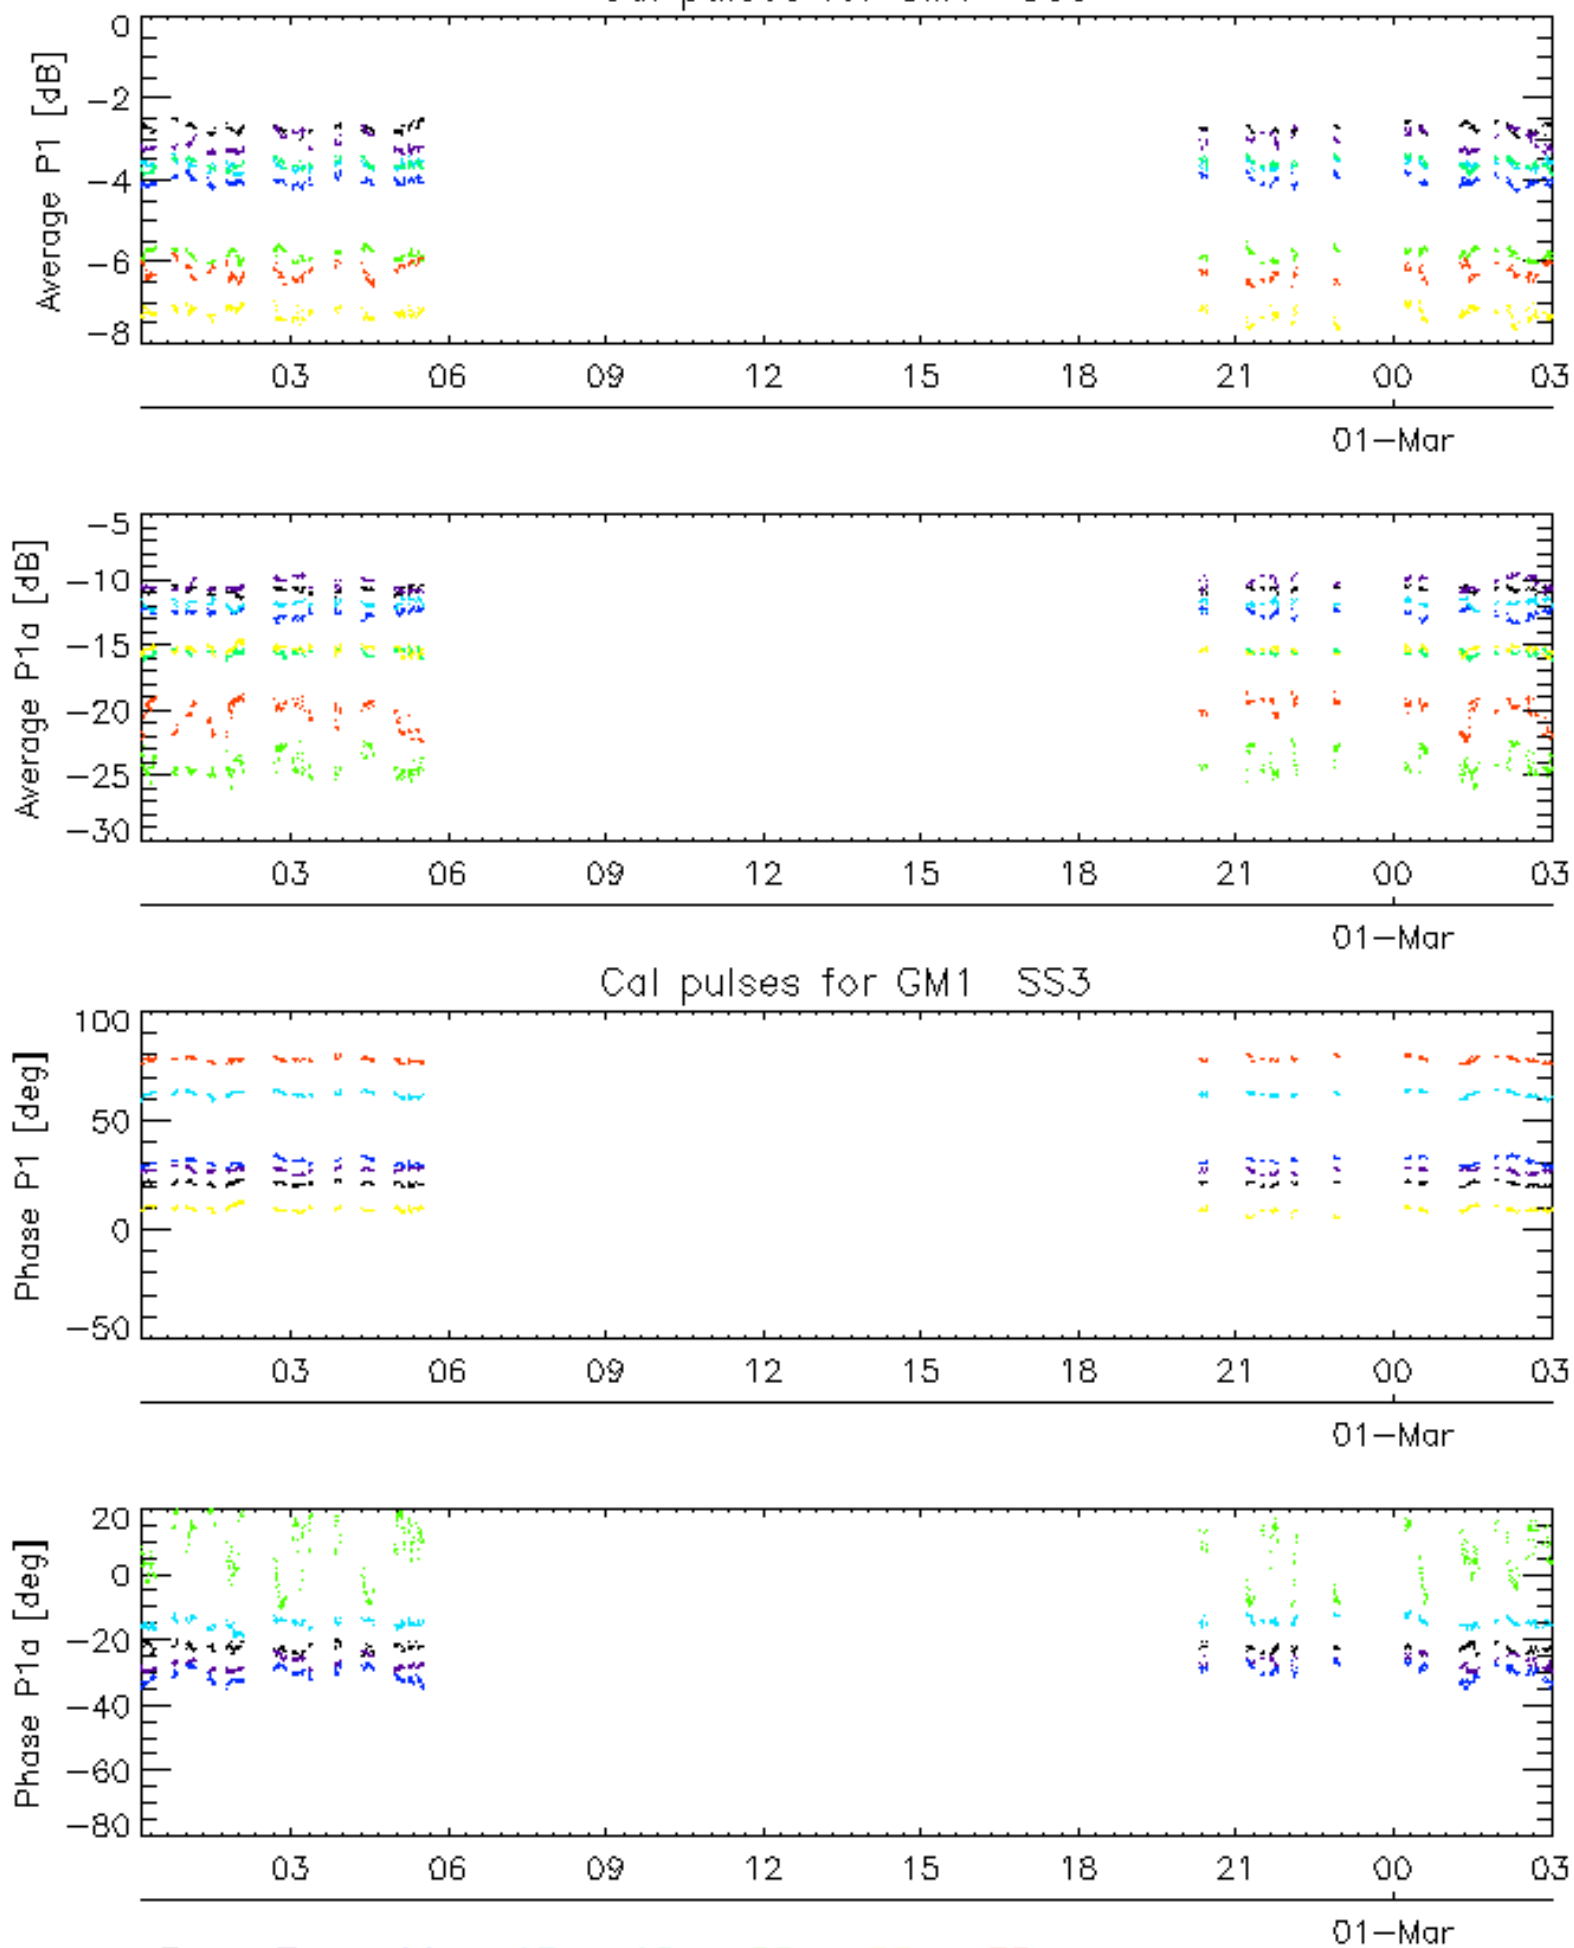 0
−2
−4
−6
−8
Average P1 [dB]
03 06 09 12 15 18 21 00 03
01−Mar
−5
−10
−15
−20
−25
−30
Average P1a [dB]
03 06 09 12 15 18 21 00 03
01−Mar
Cal pulses for GM1 SS3
100
50
0
−50
Phase P1 [deg]
03 06 09 12 15 18 21 00 03
01−Mar
20
0
−20
−40
−60
−80
Phase P1a [deg]
03 06 09 12 15 18 21 00 03
01−Mar